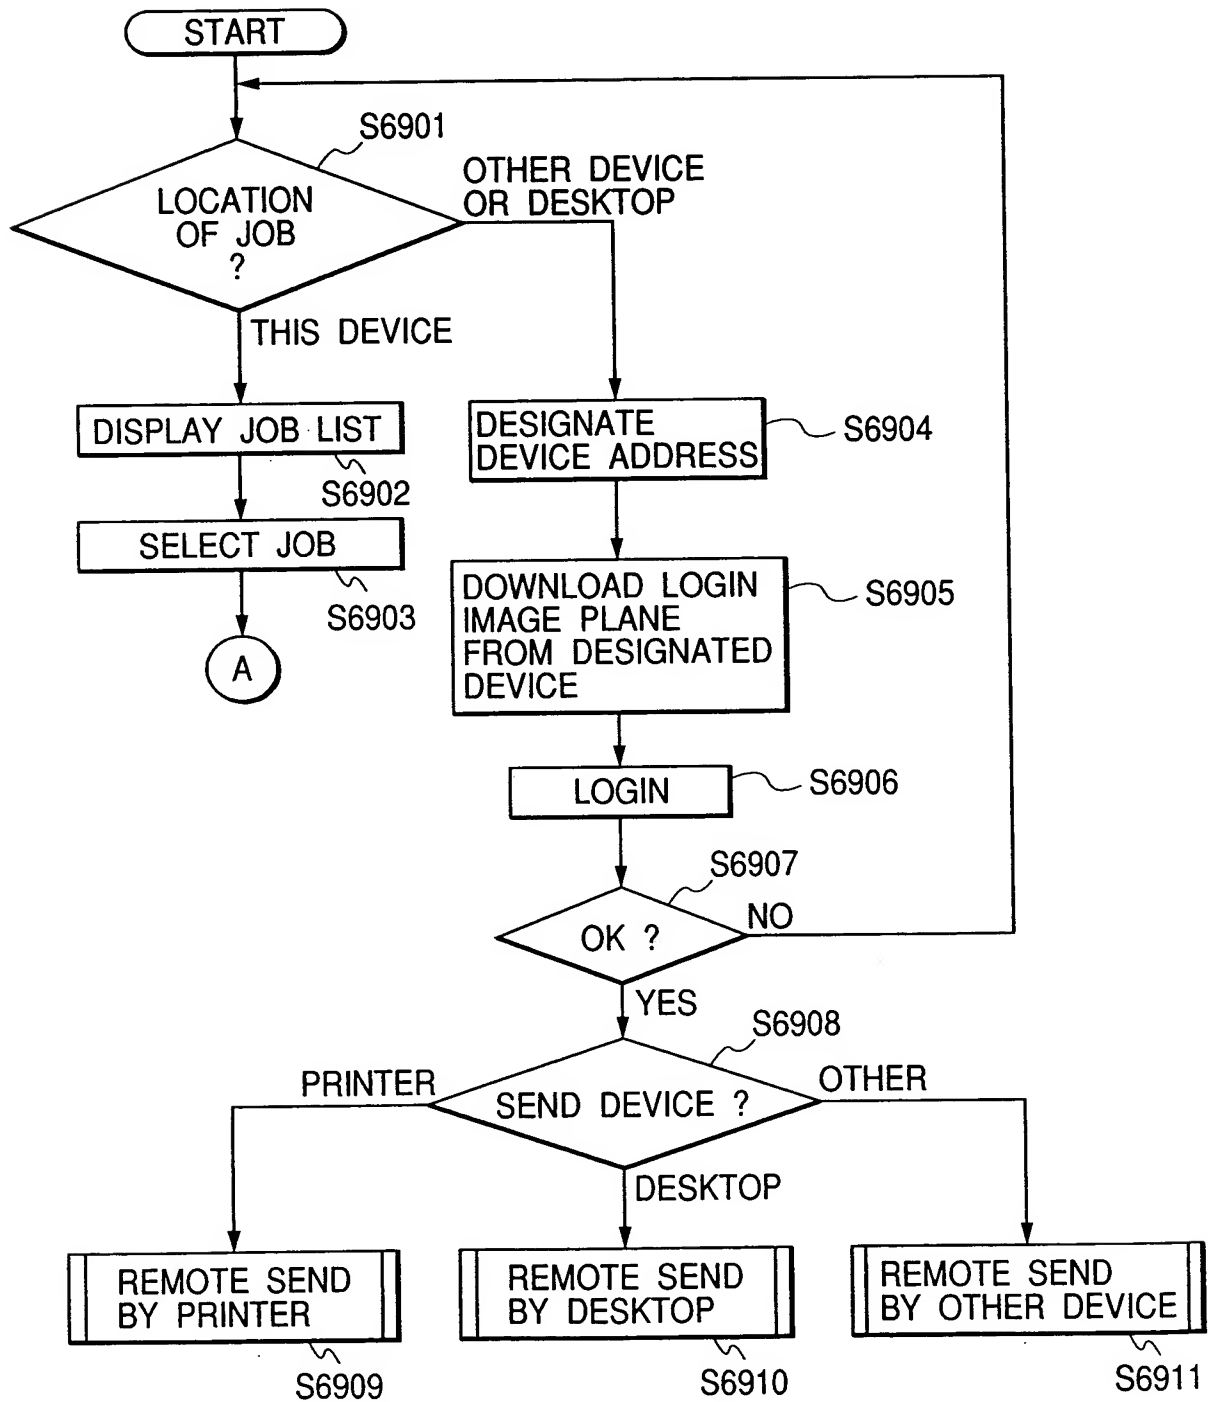 START
S6901
LOCATION
OF JOB
?
OTHER DEVICE
OR DESKTOP
THIS DEVICE
DISPLAY JOB LIST
S6902
SELECT JOB
S6903
A
DESIGNATE
DEVICE ADDRESS
S6904
DOWNLOAD LOGIN
IMAGE PLANE
FROM DESIGNATED
DEVICE
S6905
LOGIN
S6906
S6907
OK ?
NO
YES
S6908
SEND DEVICE ?
PRINTER
OTHER
DESKTOP
REMOTE SEND
BY PRINTER
S6909
REMOTE SEND
BY DESKTOP
S6910
REMOTE SEND
BY OTHER DEVICE
S6911